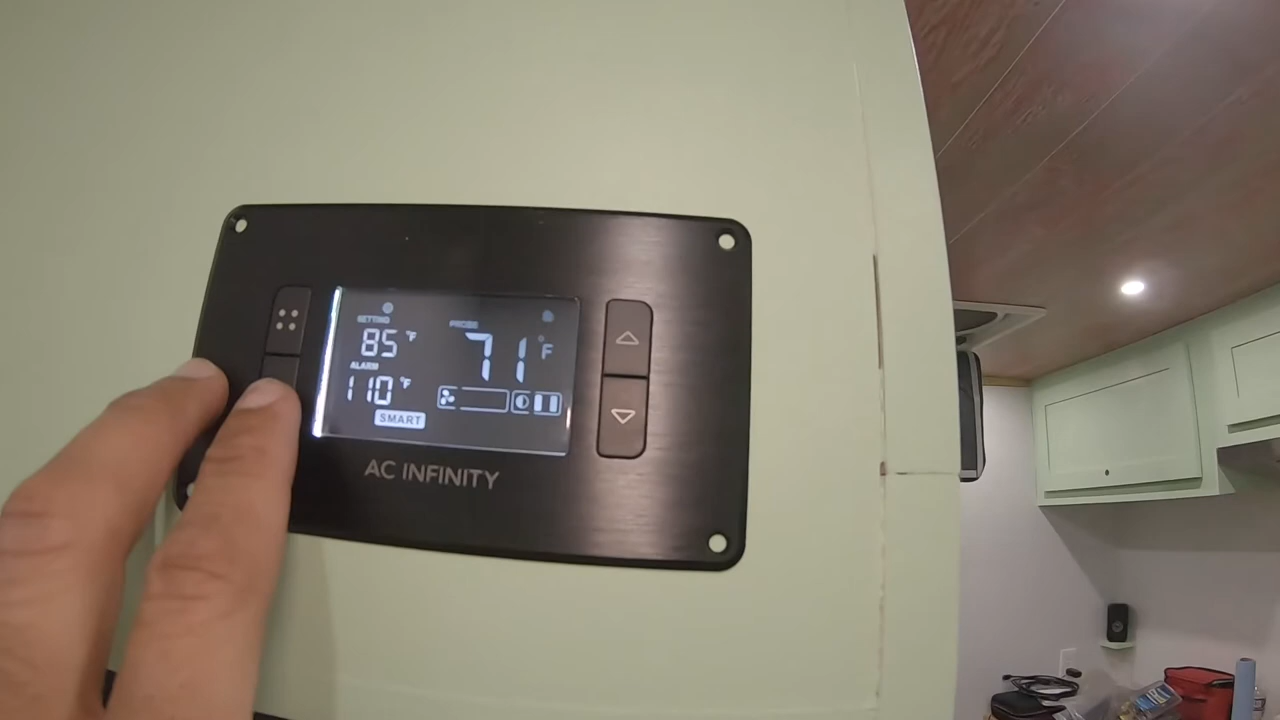 SETTING
85 °F
PROBE
71 °F
ALARM
110 °F
SMART
AC INFINITY